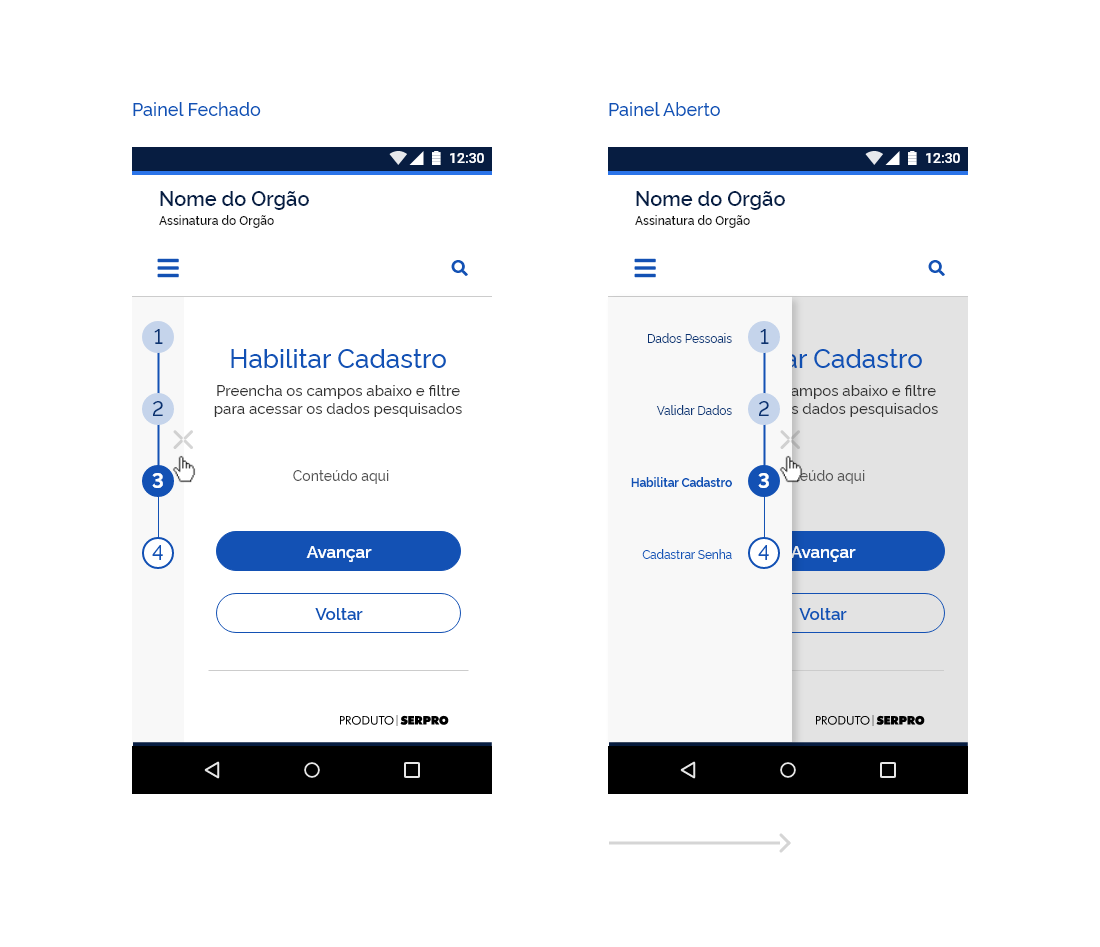 Painel Fechado
12:30
Nome do Orgão
Assinatura do Orgão
1
Habilitar Cadastro
Preencha os campos abaixo e filtre
para acessar os dados pesquisados
2
Conteúdo aqui
3
Avançar
4
Voltar
PRODUTO | SERPRO
Painel Aberto
12:30
Nome do Orgão
Assinatura do Orgão
Dados Pessoais 1
ar Cadastro
ampos abaixo e filtre
Validar Dados 2 s dados pesquisados
Habilitar Cadastro 3 eúdo aqui
Avançar
Cadastrar Senha 4
Voltar
PRODUTO | SERPRO